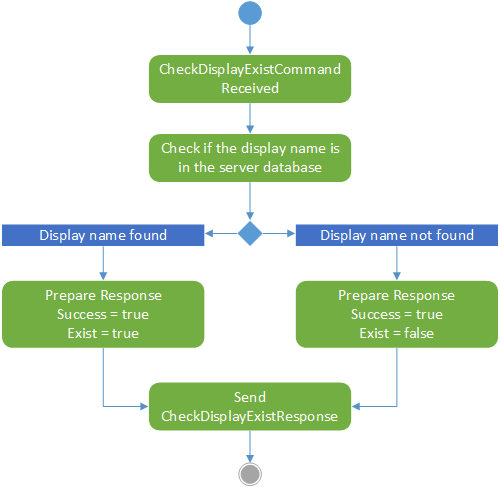 CheckDisplayExistCommand
Received
Check if the display name is
in the server database
Display name found
Display name not found
Prepare Response
Success = true
Exist = true
Prepare Response
Success = true
Exist = false
Send
CheckDisplayExistResponse